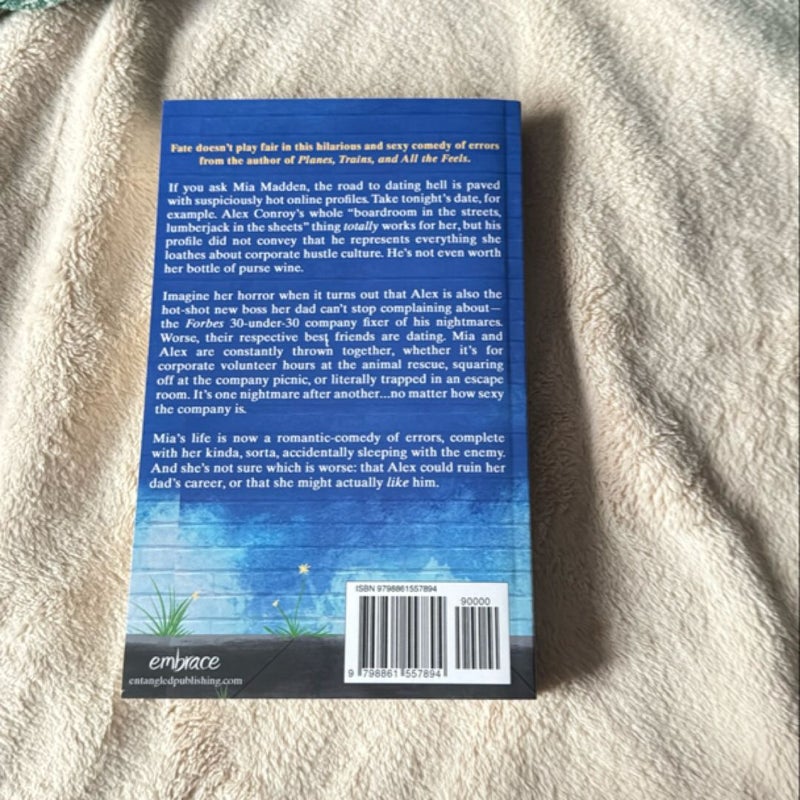 Fate doesn't play fair in this hilarious and sexy comedy of errors
from the author of Planes, Trains, and All the Feels.
If you ask Mia Madden, the road to dating hell is paved
with suspiciously hot online profiles. Take tonight's date, for
example. Alex Conroy's whole "boardroom in the streets,
lumberjack in the sheets" thing totally works for her, but his
profile did not convey that he represents everything she
loathes about corporate hustle culture. He's not even worth
her bottle of purse wine.
Imagine her horror when it turns out that Alex is also the
hot-shot new boss her dad can't stop complaining about—
the Forbes 30-under-30 company fixer of his nightmares.
Worse, their respective best friends are dating. Mia and
Alex are constantly thrown together, whether it's for
corporate volunteer hours at the animal rescue, squaring
off at the company picnic, or literally trapped in an escape
room. It's one nightmare after another...no matter how sexy
the company is.
Mia's life is now a romantic-comedy of errors, complete
with her kinda, sorta, accidentally sleeping with the enemy.
And she's not sure which is worse: that Alex could ruin her
dad's career, or that she might actually like him.
ISBN 9798861557894
90000
9 798861 557894
embrace
entangledpublishing.com